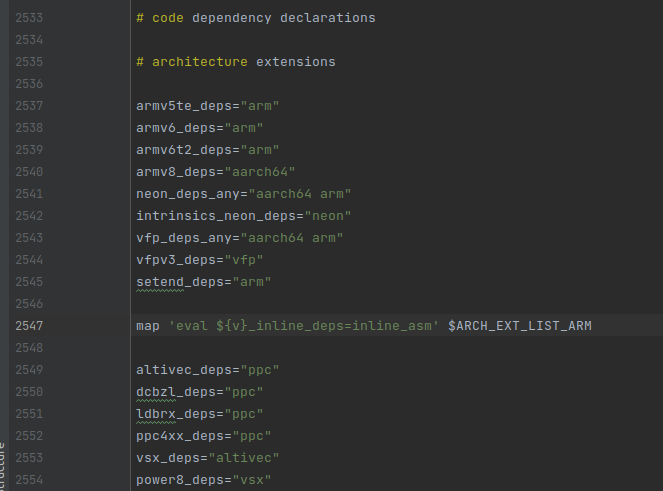 2533 # code dependency declarations
2534
2535 # architecture extensions
2536
2537 armv5te_deps="arm"
2538 armv6_deps="arm"
2539 armv6t2_deps="arm"
2540 armv8_deps="aarch64"
2541 neon_deps_any="aarch64 arm"
2542 intrinsics_neon_deps="neon"
2543 vfp_deps_any="aarch64 arm"
2544 vfpv3_deps="vfp"
2545 setend_deps="arm"
2546
2547 map 'eval ${v}_inline_deps=inline_asm' $ARCH_EXT_LIST_ARM
2548
2549 altivec_deps="ppc"
2550 dcbzl_deps="ppc"
2551 ldbrx_deps="ppc"
2552 ppc4xx_deps="ppc"
2553 vsx_deps="altivec"
2554 power8_deps="vsx"